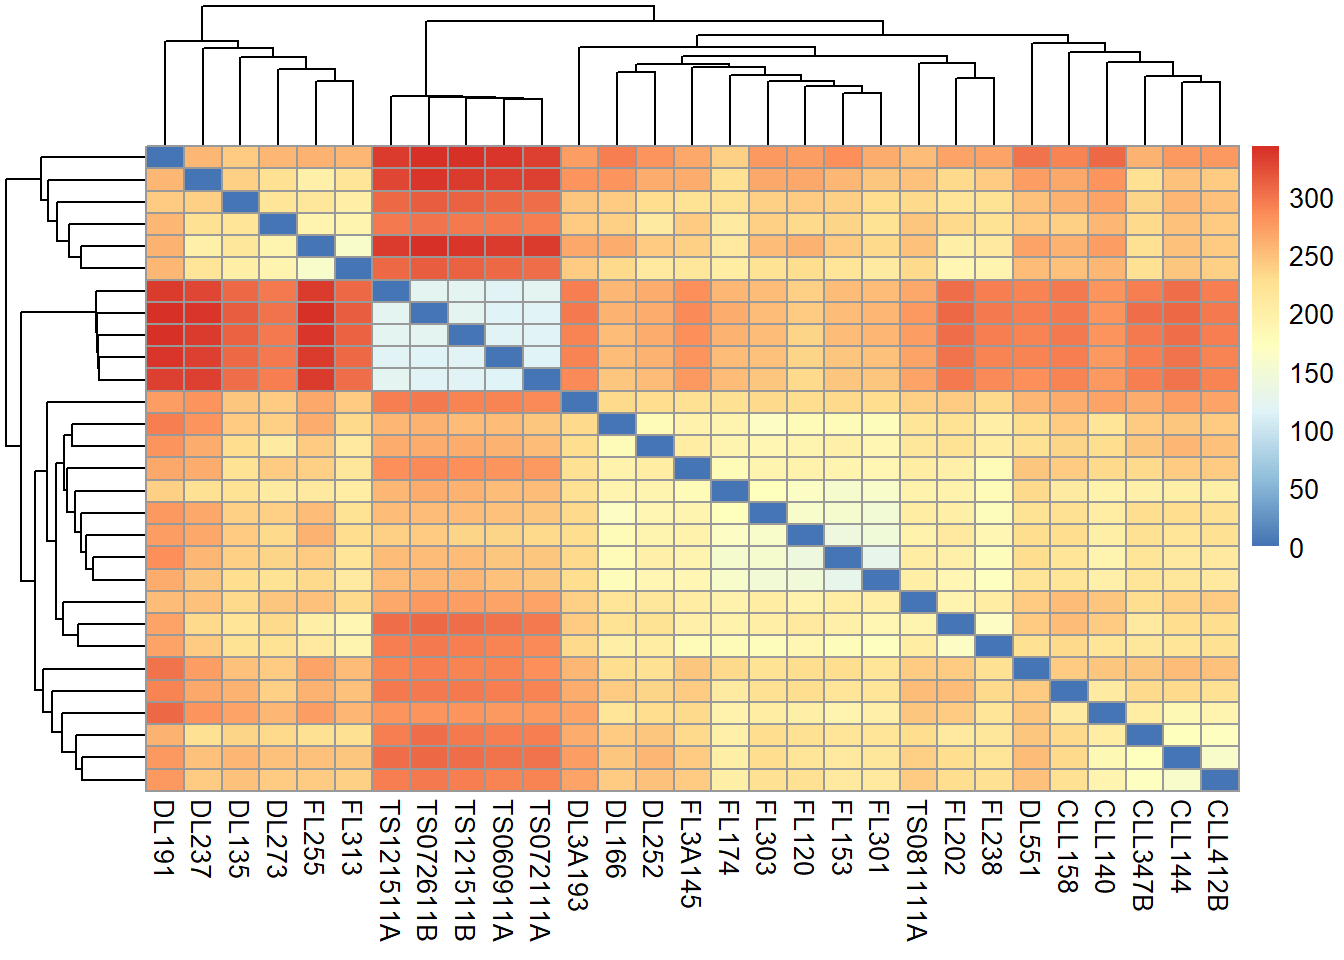 300
250
200
150
100
50
0
DL191
DL237
DL135
DL273
FL255
FL313
TS121511A
TS072611B
TS121511B
TS060911A
TS072111A
DL3A193
DL166
DL252
FL3A145
FL174
FL303
FL120
FL153
FL301
TS081111A
FL202
FL238
DL551
CLL158
CLL140
CLL347B
CLL144
CLL412B